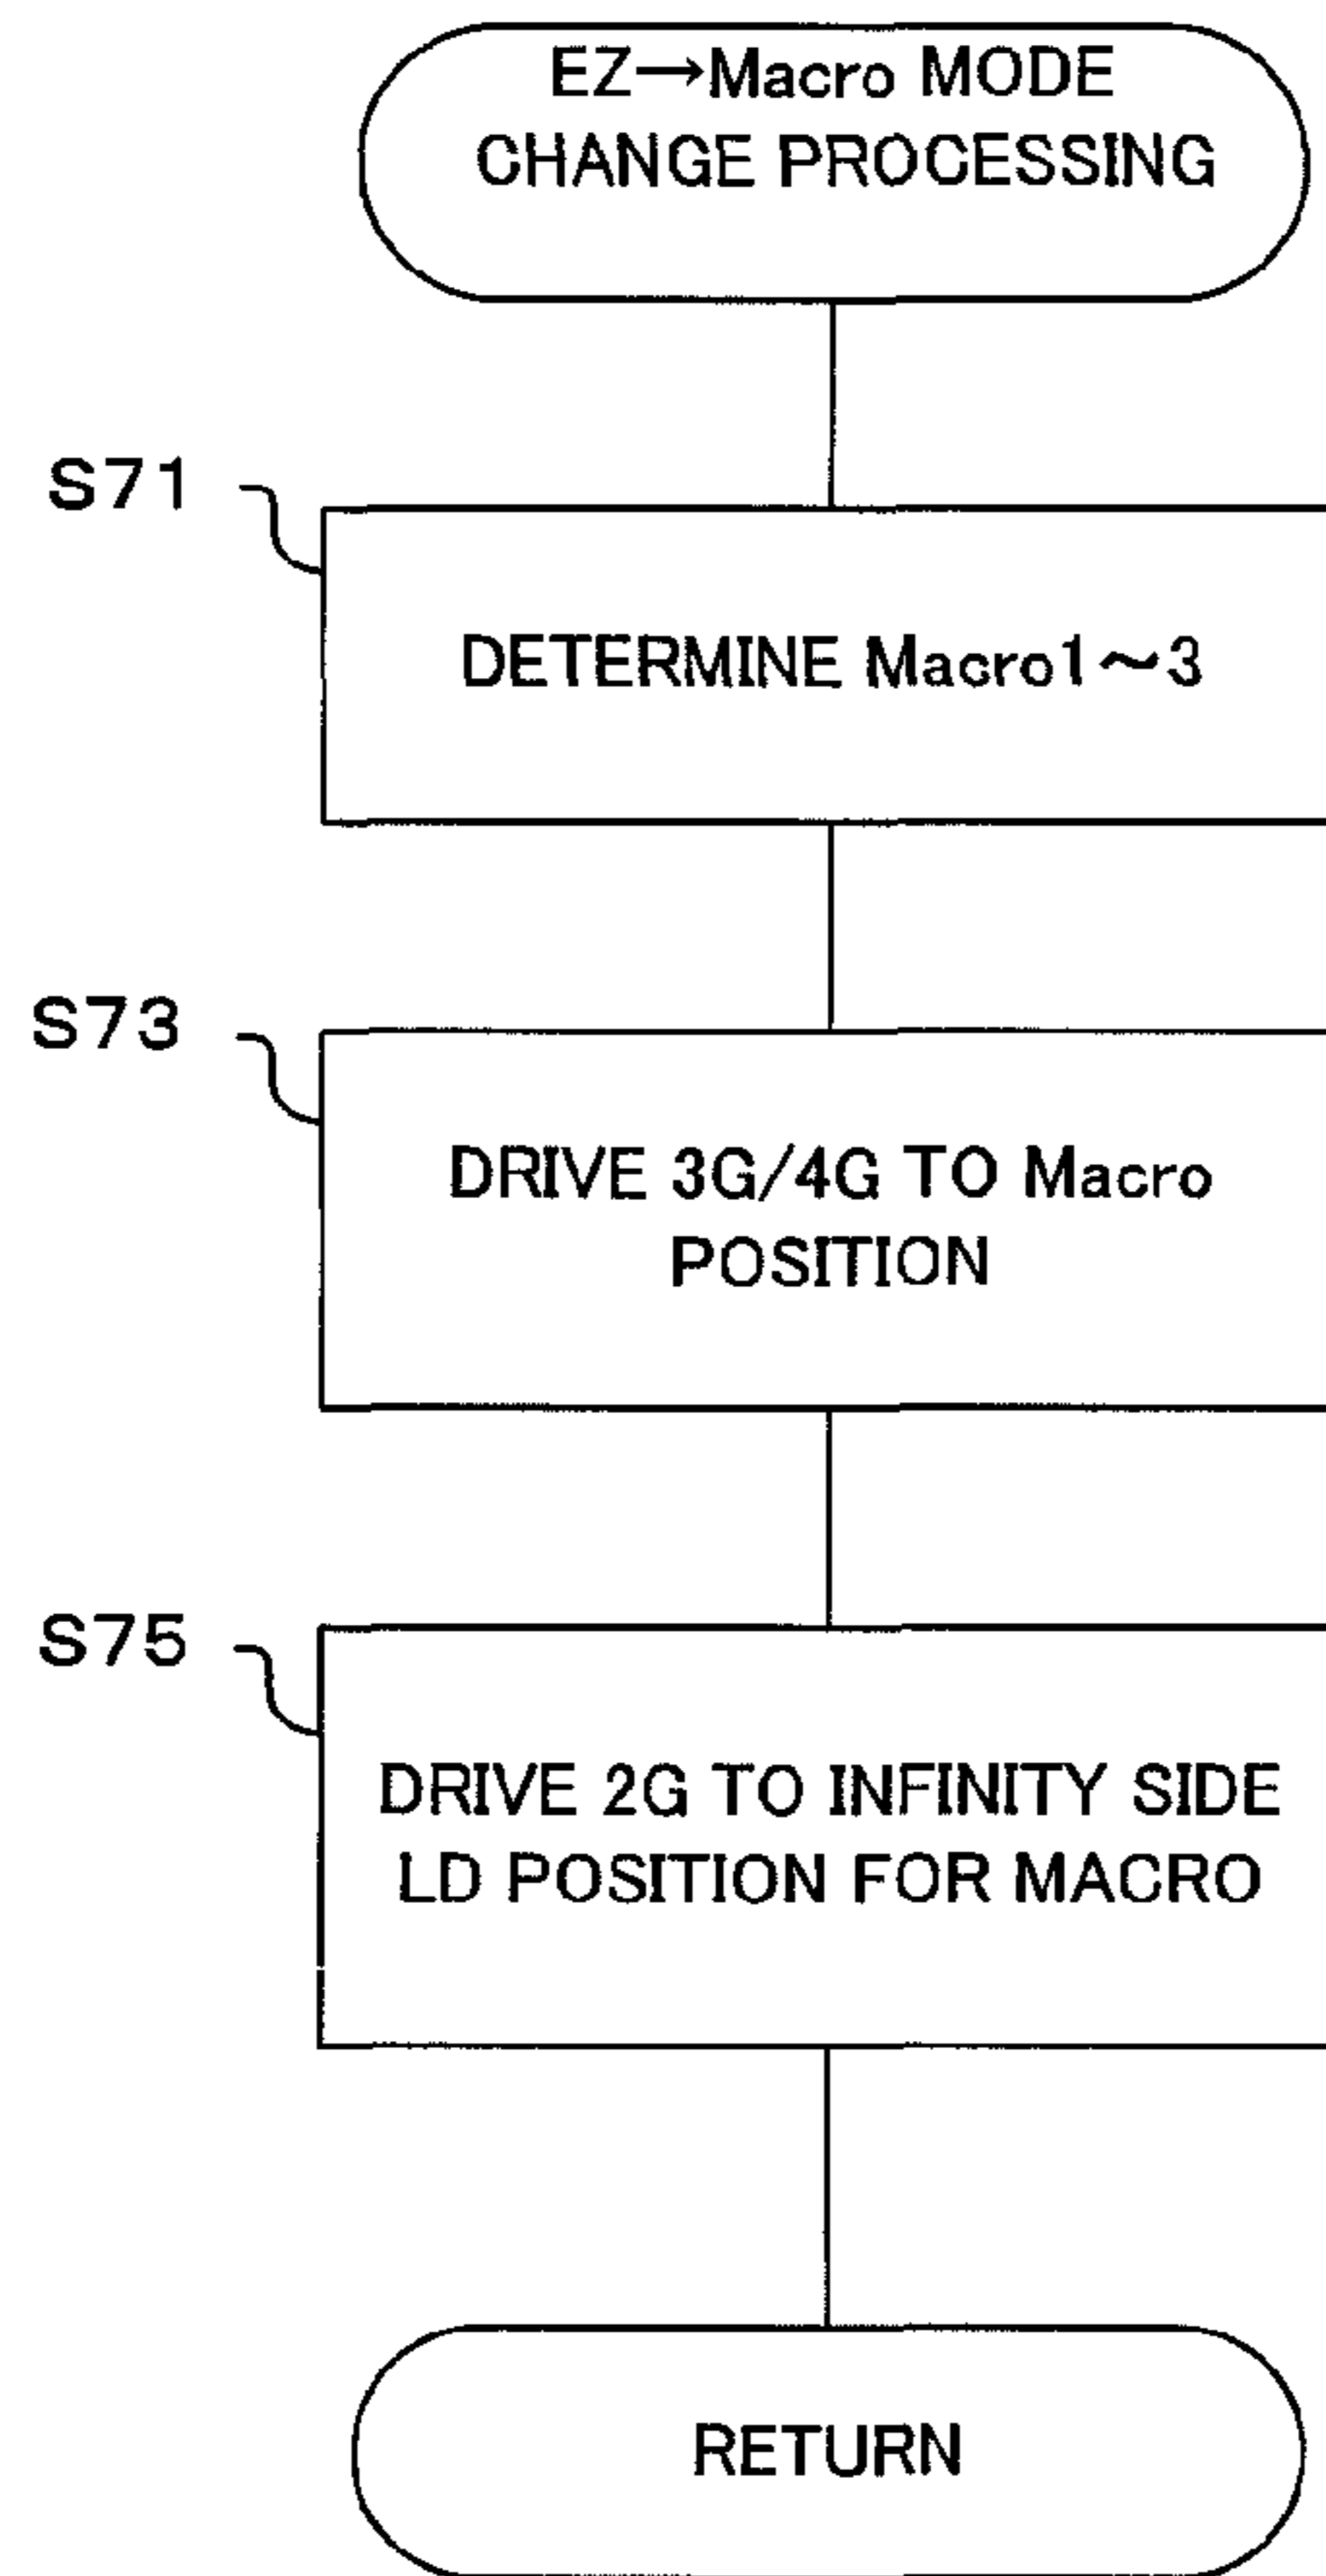 EZ→Macro MODE
CHANGE PROCESSING
S71
DETERMINE Macro1～3
S73
DRIVE 3G/4G TO Macro
POSITION
S75
DRIVE 2G TO INFINITY SIDE
LD POSITION FOR MACRO
RETURN